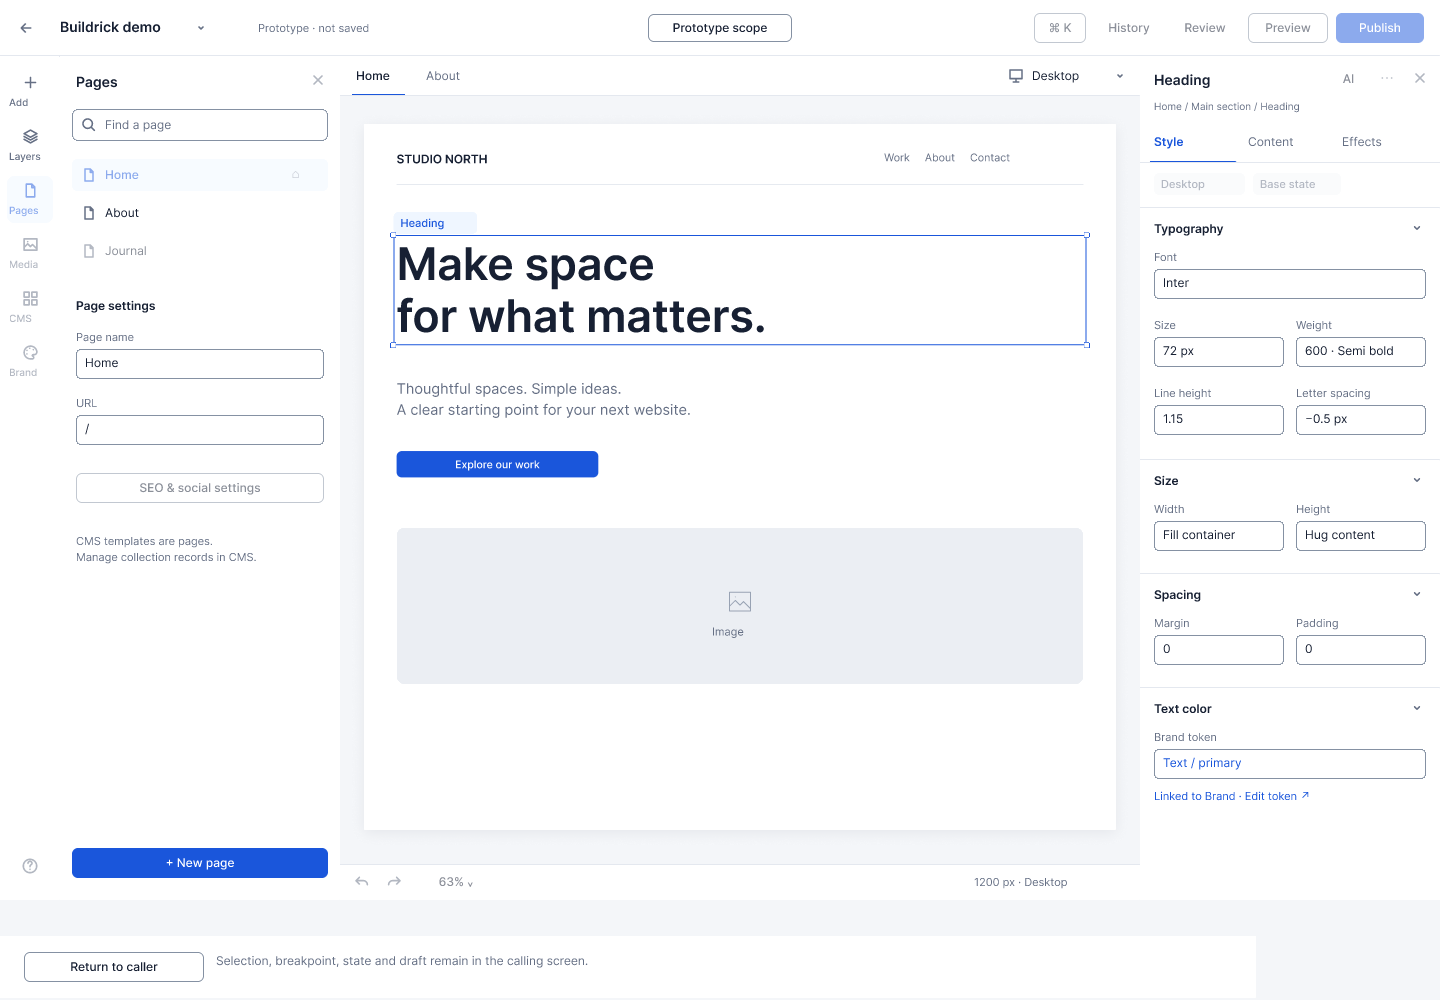 Buildrick demo
Prototype · not saved
Prototype scope
⌘ K
History
Review
Preview
Publish
Add
Layers
Pages
Media
CMS
Brand
Pages
Find a page
Home
About
Journal
Page settings
Page name
Home
URL
/
SEO & social settings
CMS templates are pages.
Manage collection records in CMS.
+ New page
Home
About
Desktop
STUDIO NORTH
Work
About
Contact
Heading
Make space
for what matters.
Thoughtful spaces. Simple ideas.
A clear starting point for your next website.
Explore our work
Image
63%
1200 px · Desktop
Heading
AI
Home / Main section / Heading
Style
Content
Effects
Desktop
Base state
Typography
Font
Inter
Size
Weight
72 px
600 · Semi bold
Line height
Letter spacing
1.15
−0.5 px
Size
Width
Height
Fill container
Hug content
Spacing
Margin
Padding
0
0
Text color
Brand token
Text / primary
Linked to Brand · Edit token ↗
Return to caller
Selection, breakpoint, state and draft remain in the calling screen.